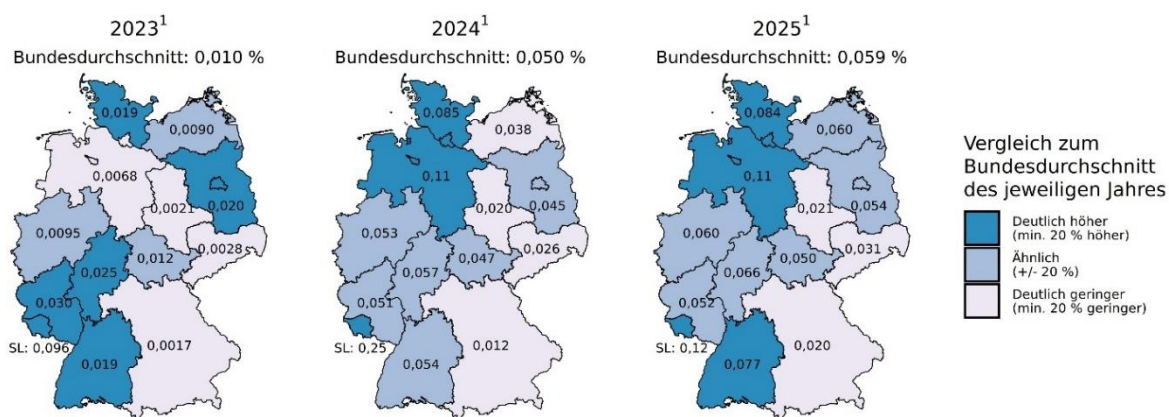 2023¹
Bundesdurchschnitt: 0,010 %
0,019
0,0090
0,0068
0,020
0,0021
0,0095
0,0028
0,012
0,025
0,030
SL: 0,096
0,0017
0,019
2024¹
Bundesdurchschnitt: 0,050 %
0,085
0,038
0,11
0,045
0,020
0,053
0,026
0,047
0,057
0,051
SL: 0,25
0,012
0,054
2025¹
Bundesdurchschnitt: 0,059 %
0,084
0,060
0,11
0,054
0,021
0,060
0,031
0,050
0,066
0,052
SL: 0,12
0,020
0,077
Vergleich zum
Bundesdurchschnitt
des jeweiligen Jahres
Deutlich höher
(min. 20 % höher)
Ähnlich
(+/- 20 %)
Deutlich geringer
(min. 20 % geringer)